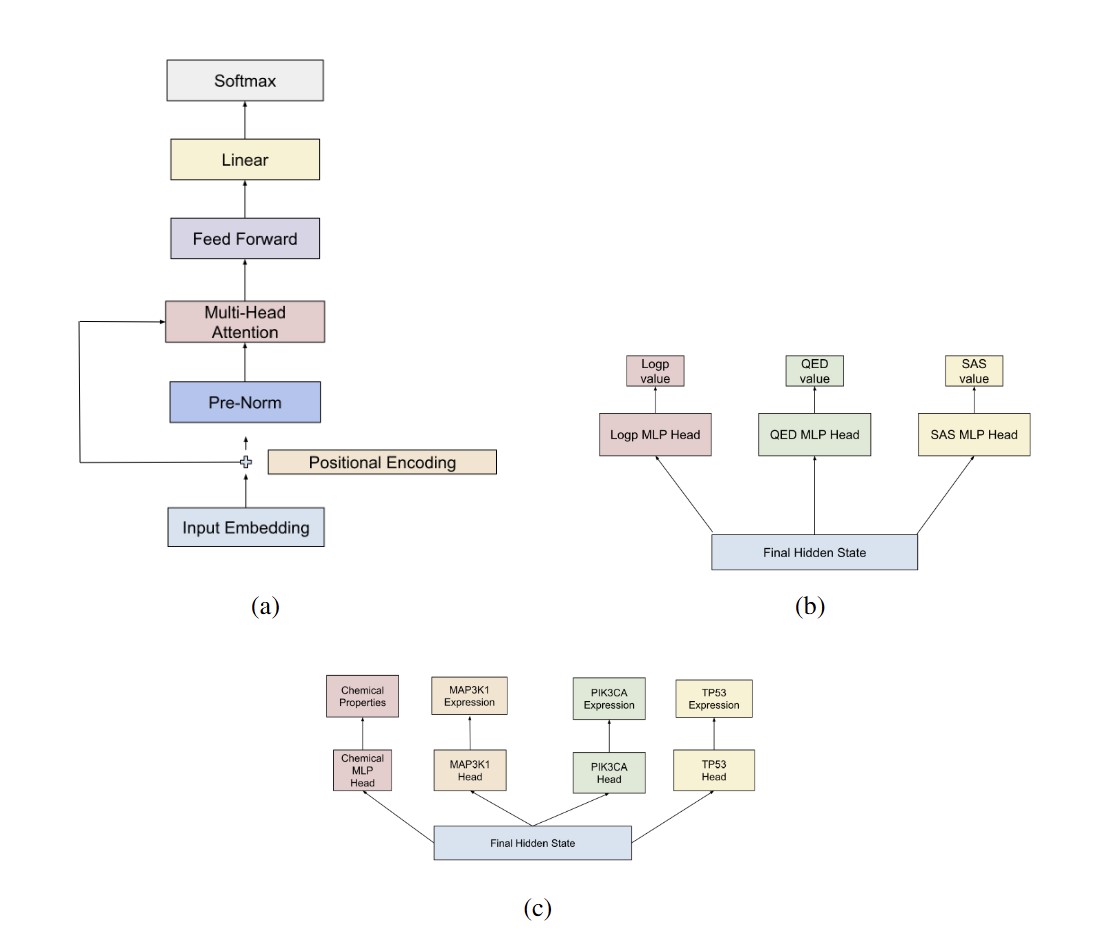 Softmax
Linear
Feed Forward
Multi-Head
Attention
Pre-Norm
Positional Encoding
Input Embedding
(a)
Logp
value
QED
value
SAS
value
Logp MLP Head
QED MLP Head
SAS MLP Head
Final Hidden State
(b)
Chemical
Properties
MAP3K1
Expression
PIK3CA
Expression
TP53
Expression
Chemical
MLP
Head
MAP3K1
Head
PIK3CA
Head
TP53
Head
Final Hidden State
(c)